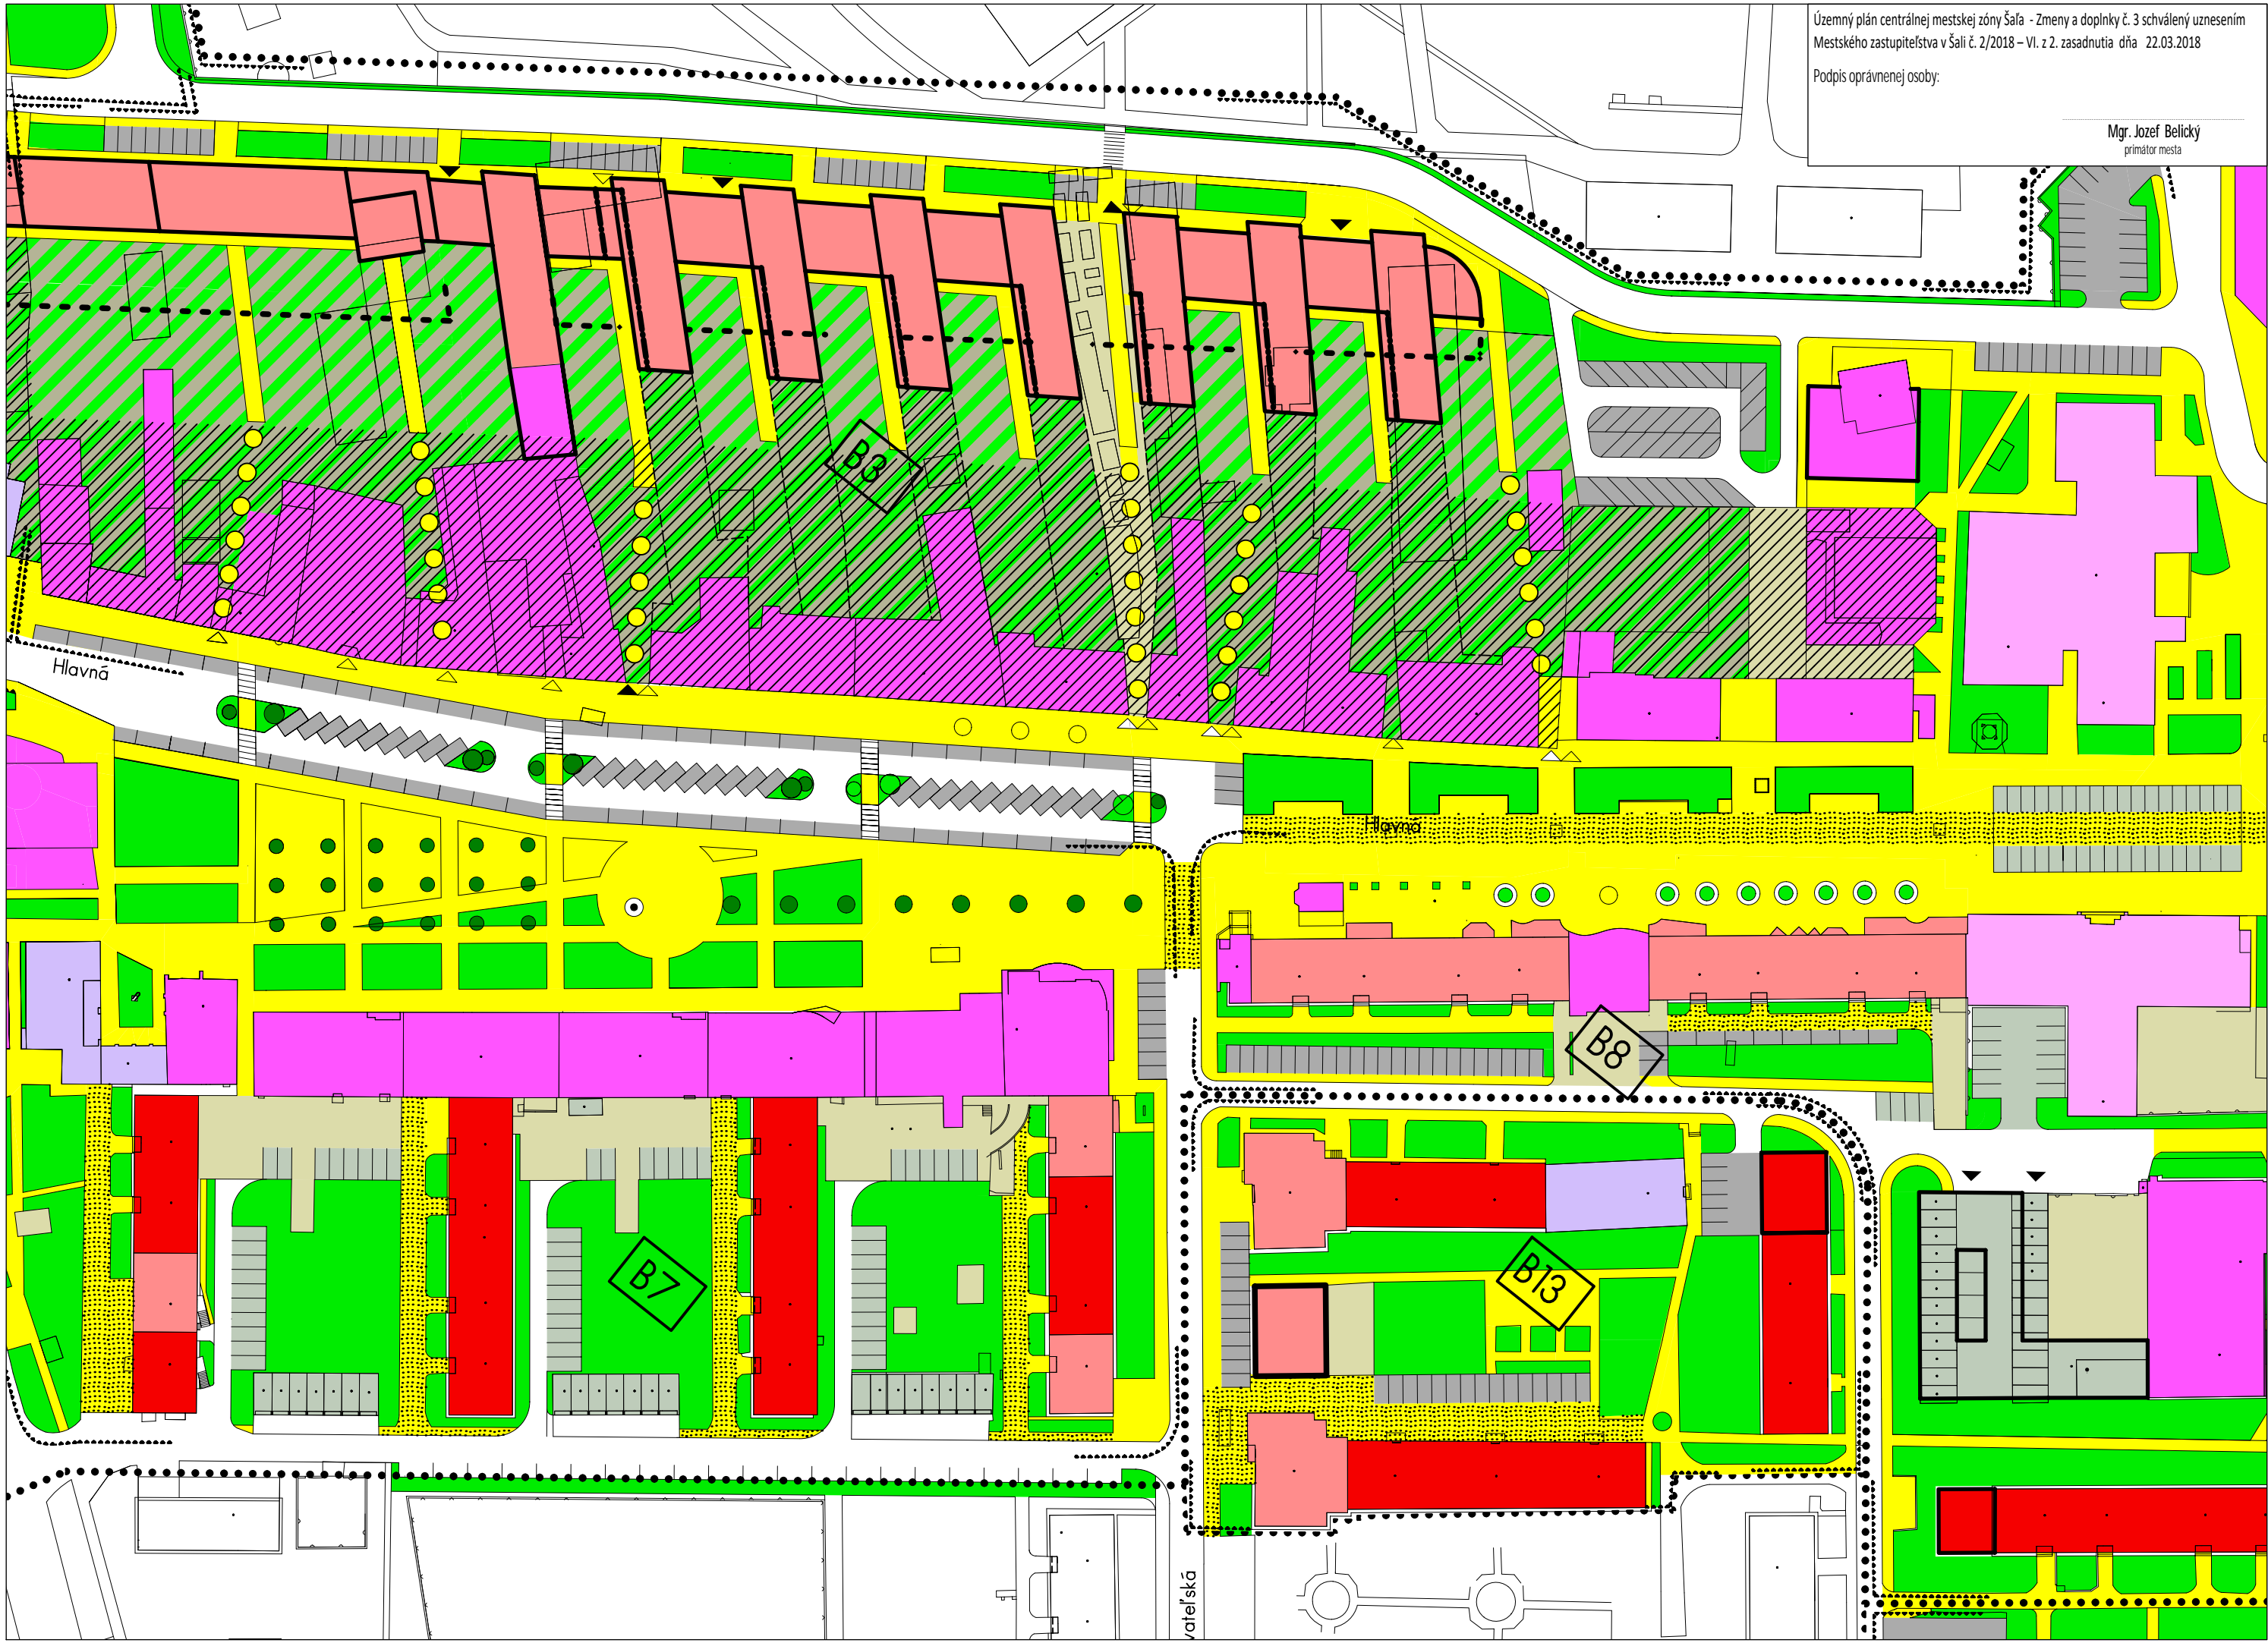 Územný plán centrálnej mestskej zóny Šaľa - Zmeny a doplnky č. 3 schválený uznesením
Mestského zastupiteľstva v Šali č. 2/2018 – VI. z 2. zasadnutia dňa 22.03.2018
Podpis oprávnenej osoby:
Mgr. Jozef Belický
primátor mesta
B3
Hlavná
Hlavná
B8
B7
B13
vateľská